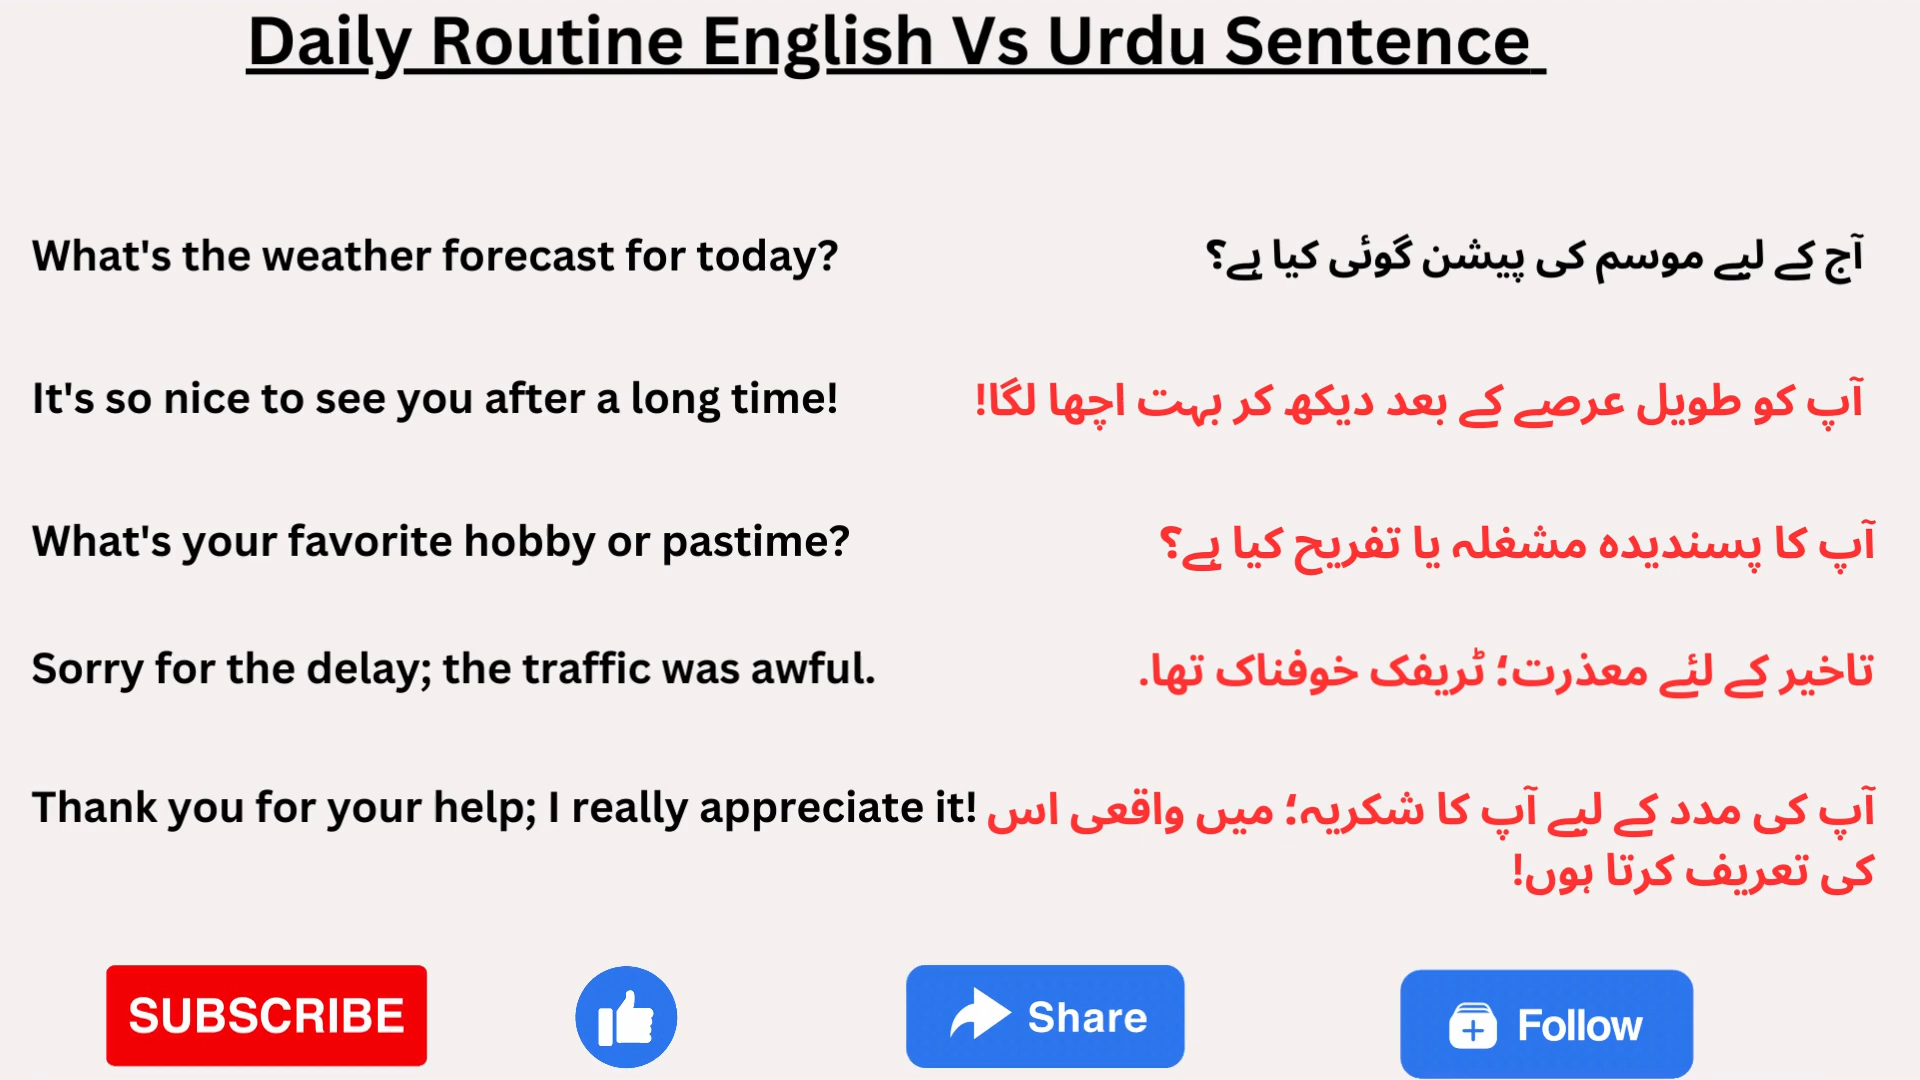 Daily Routine English Vs Urdu Sentence
What's the weather forecast for today?
آج کے لیے موسم کی پیشن گوئی کیا ہے؟
It's so nice to see you after a long time!
آپ کو طویل عرصے کے بعد دیکھ کر بہت اچھا لگا!
What's your favorite hobby or pastime?
آپ کا پسندیدہ مشغلہ یا تفریح کیا ہے؟
Sorry for the delay; the traffic was awful.
تاخیر کے لئے معذرت؛ ٹریفک خوفناک تھا.
Thank you for your help; I really appreciate it!
آپ کی مدد کے لیے آپ کا شکریہ؛ میں واقعی اس
کی تعریف کرتا ہوں!
SUBSCRIBE
Share
Follow